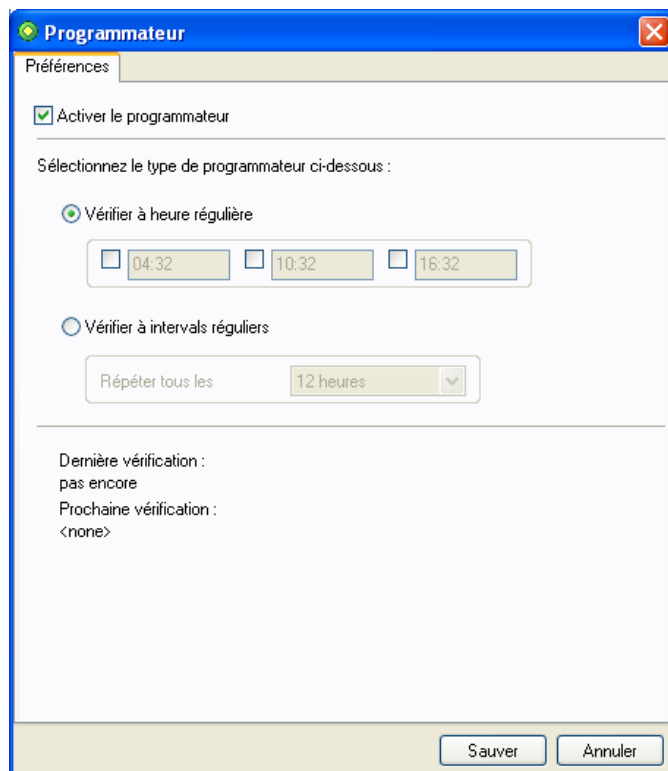 Programmateur
Préférences
Activer le programmateur
Sélectionnez le type de programmateur ci-dessous :
Vérifier à heure régulière
04:32 10:32 16:32
Vérifier à intervals réguliers
Répéter tous les 12 heures
Dernière vérification :
pas encore
Prochaine vérification :
<none>
Sauver Annuler